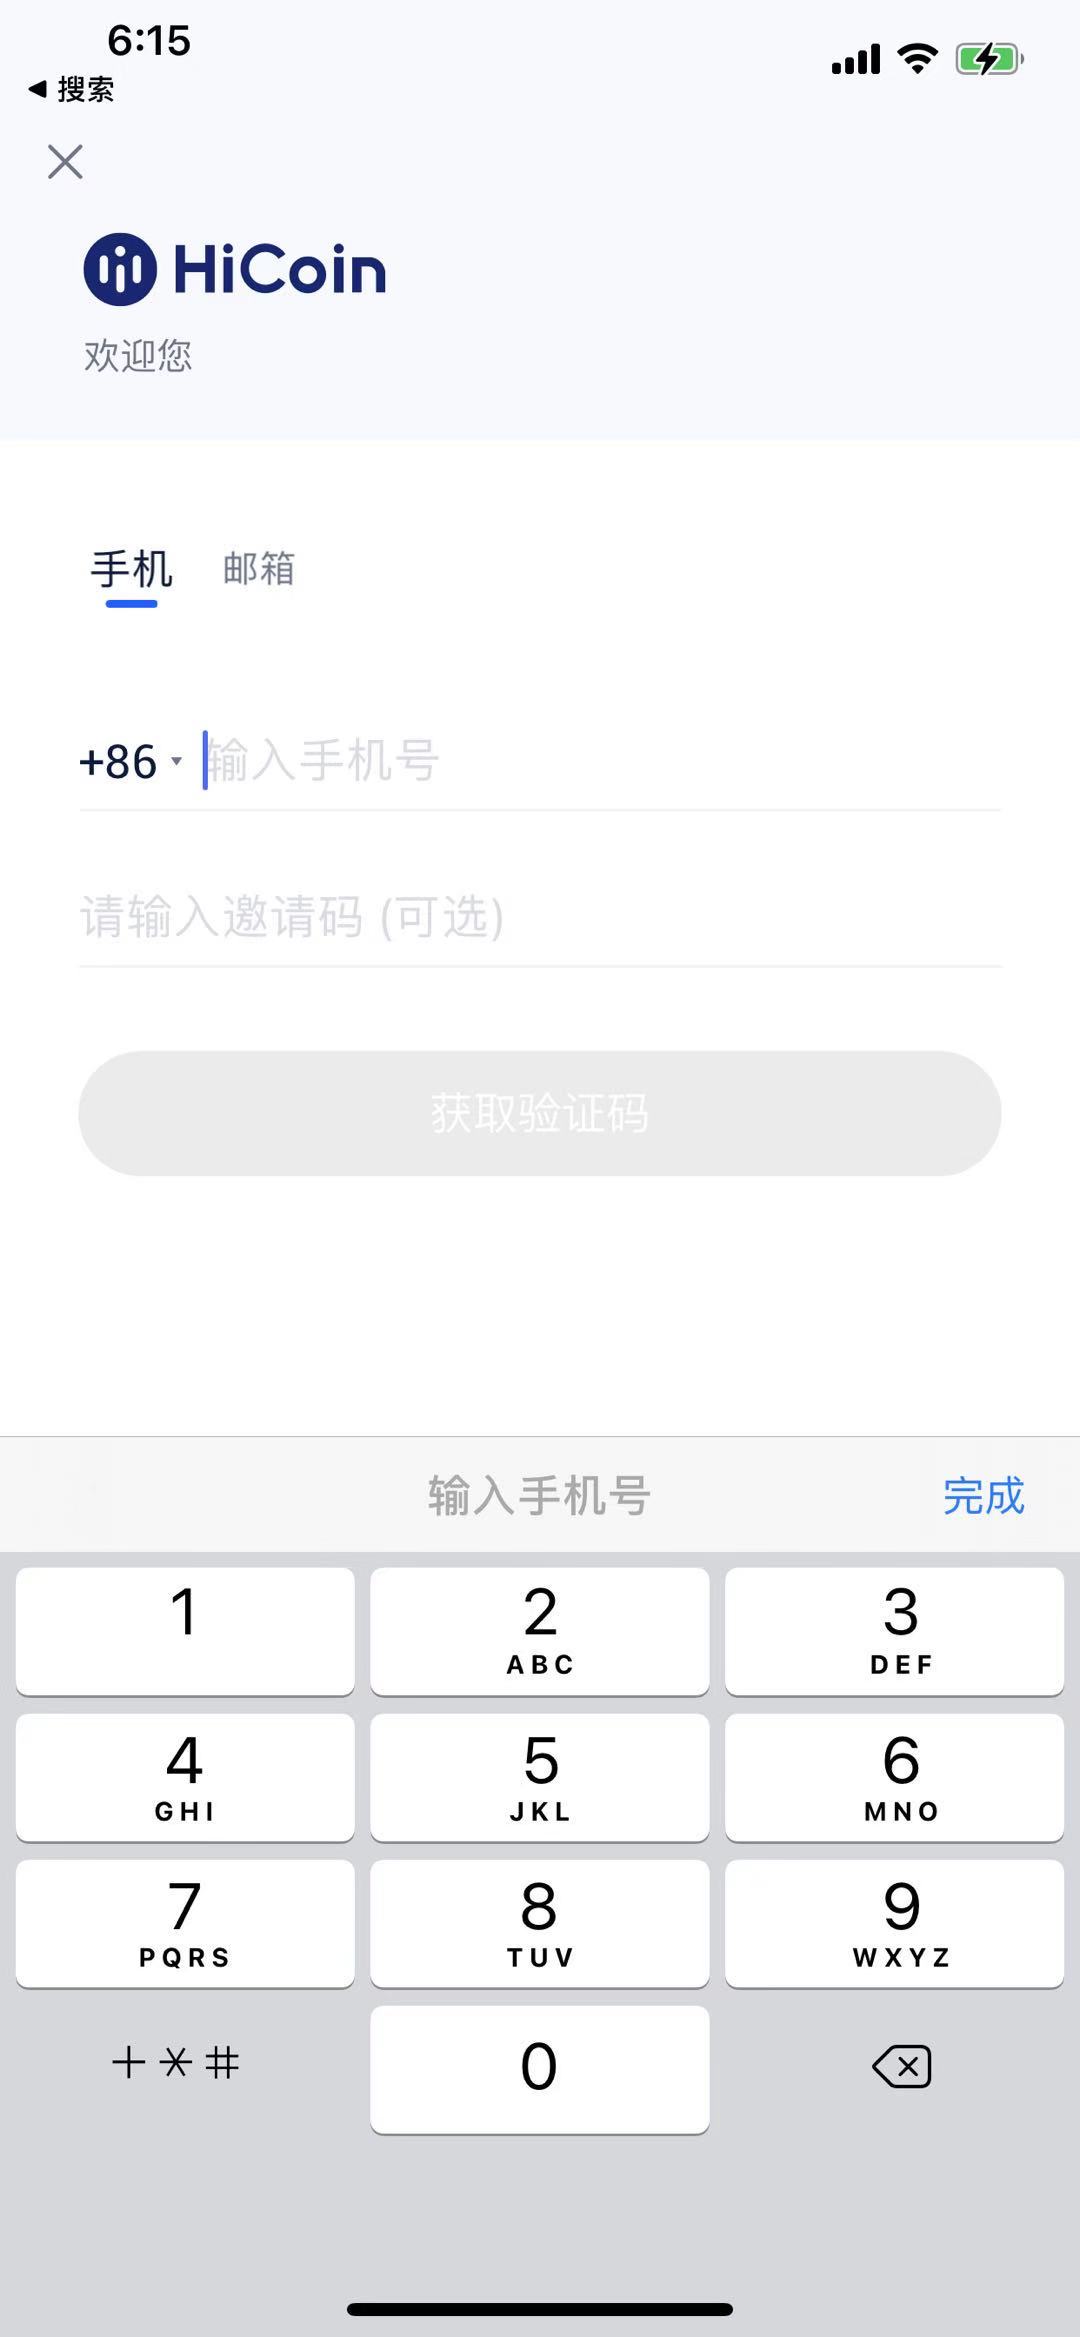 6:15
◀ 搜索
HiCoin
欢迎您
手机 邮箱
+86 输入手机号
请输入邀请码 (可选)
获取验证码
输入手机号 完成
1 2 3
ABC DEF
4 5 6
GHI JKL MNO
7 8 9
PQRS TUV WXYZ
+*# 0